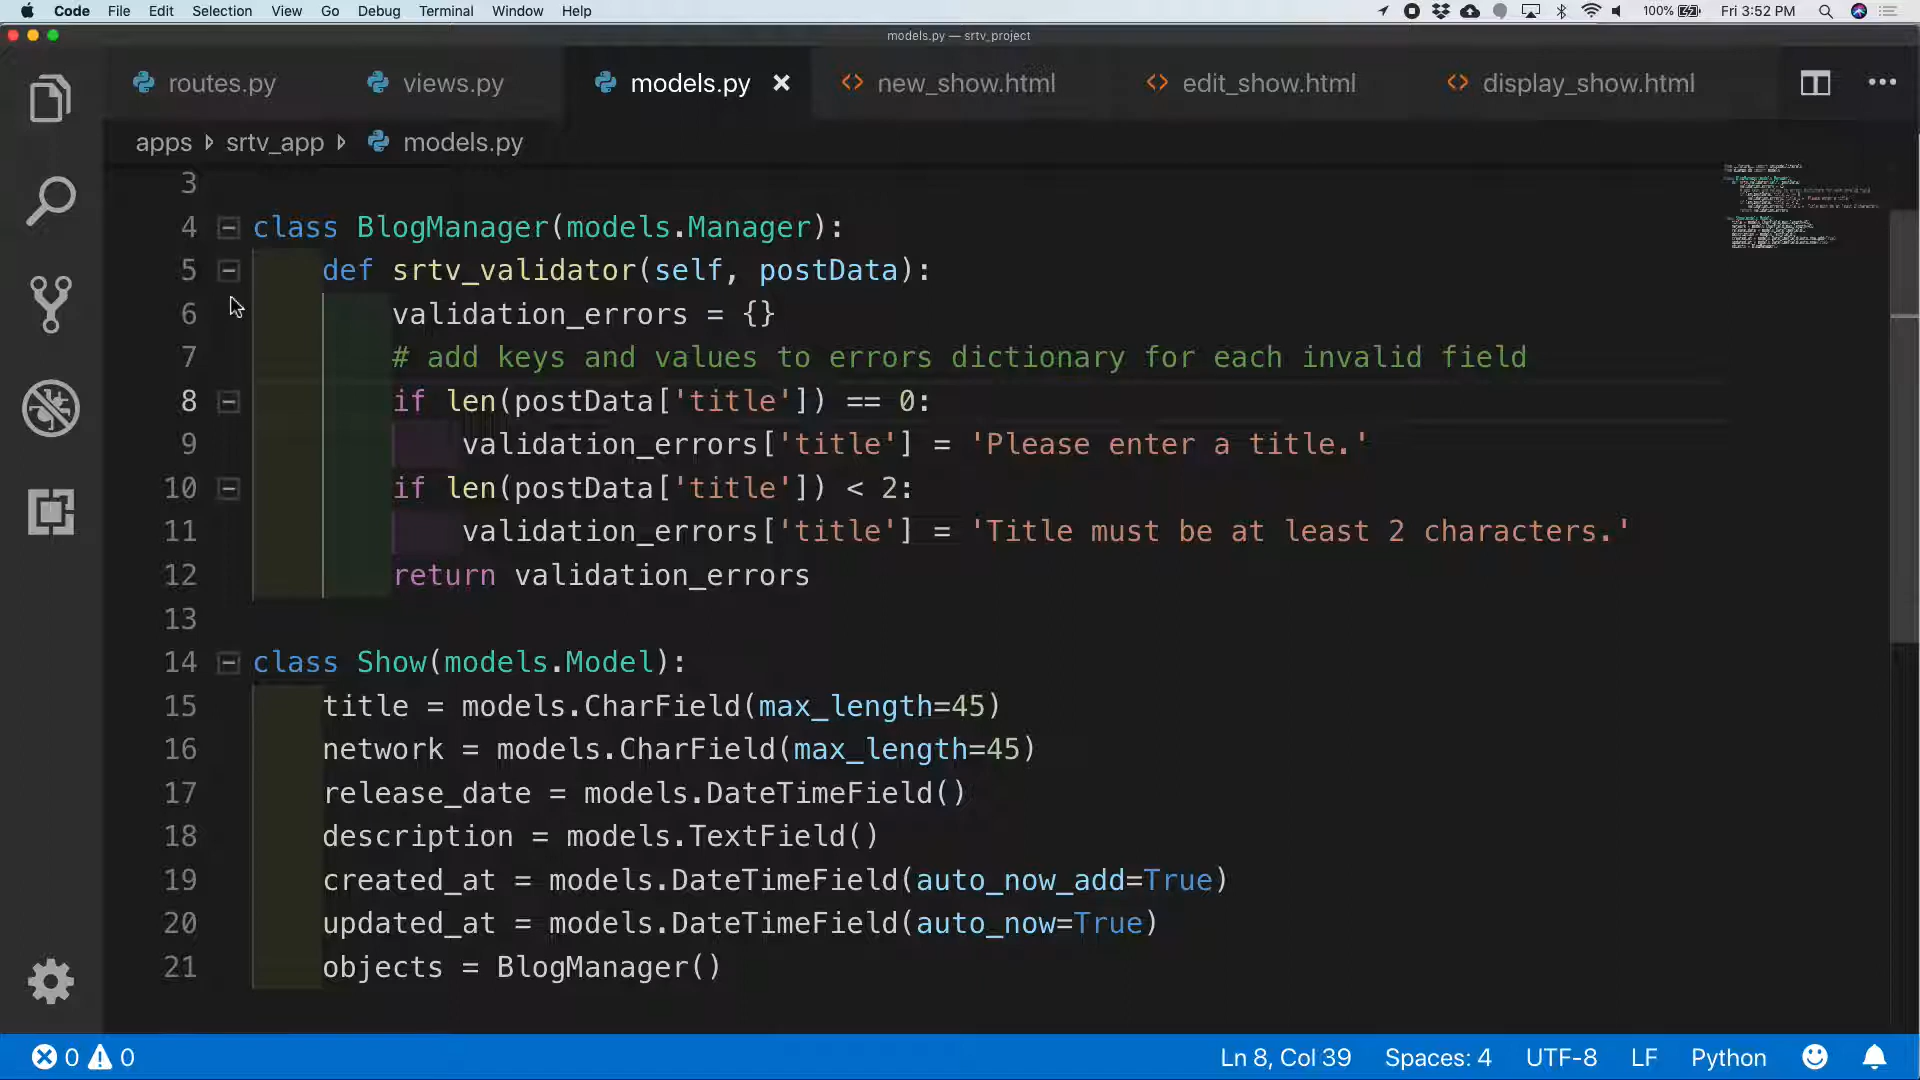 Code File Edit Selection View Go Debug Terminal Window Help 100% Fri 3:52 PM
models.py — srtv_project
routes.py views.py models.py new_show.html edit_show.html display_show.html
apps srtv_app models.py
3
4 class BlogManager(models.Manager):
5 def srtv_validator(self, postData):
6 validation_errors = {}
7 # add keys and values to errors dictionary for each invalid field
8 if len(postData['title']) == 0:
9 validation_errors['title'] = 'Please enter a title.'
10 if len(postData['title']) < 2:
11 validation_errors['title'] = 'Title must be at least 2 characters.'
12 return validation_errors
13
14 class Show(models.Model):
15 title = models.CharField(max_length=45)
16 network = models.CharField(max_length=45)
17 release_date = models.DateTimeField()
18 description = models.TextField()
19 created_at = models.DateTimeField(auto_now_add=True)
20 updated_at = models.DateTimeField(auto_now=True)
21 objects = BlogManager()
0 0 Ln 8, Col 39 Spaces: 4 UTF-8 LF Python